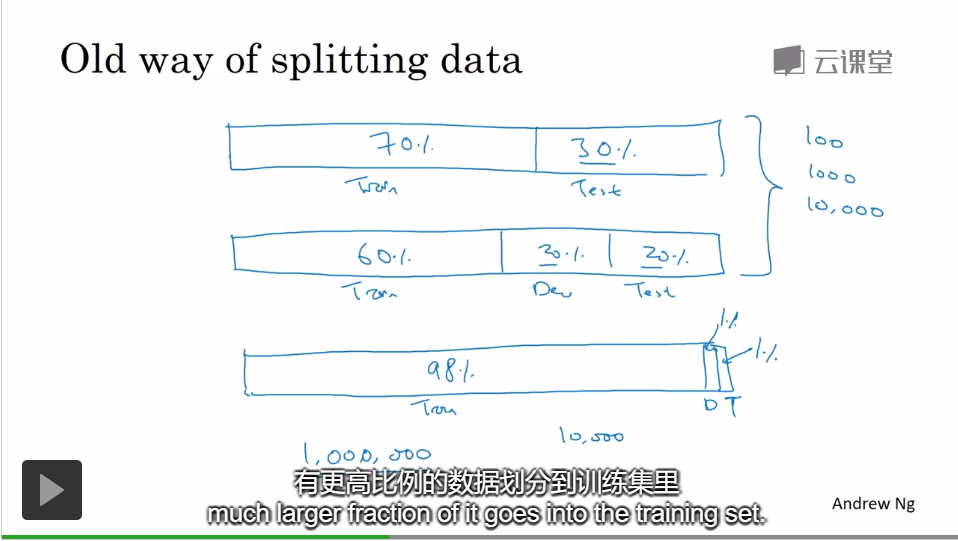 Old way of splitting data
云课堂
70% 30%
Train Test
100
1000
10,000
60% 20% 20%
Train Dev Test
1% 1%
98%
Train D T
10,000
1,000,000
有更高比例的数据划分到训练集里
much larger fraction of it goes into the training set.
Andrew Ng